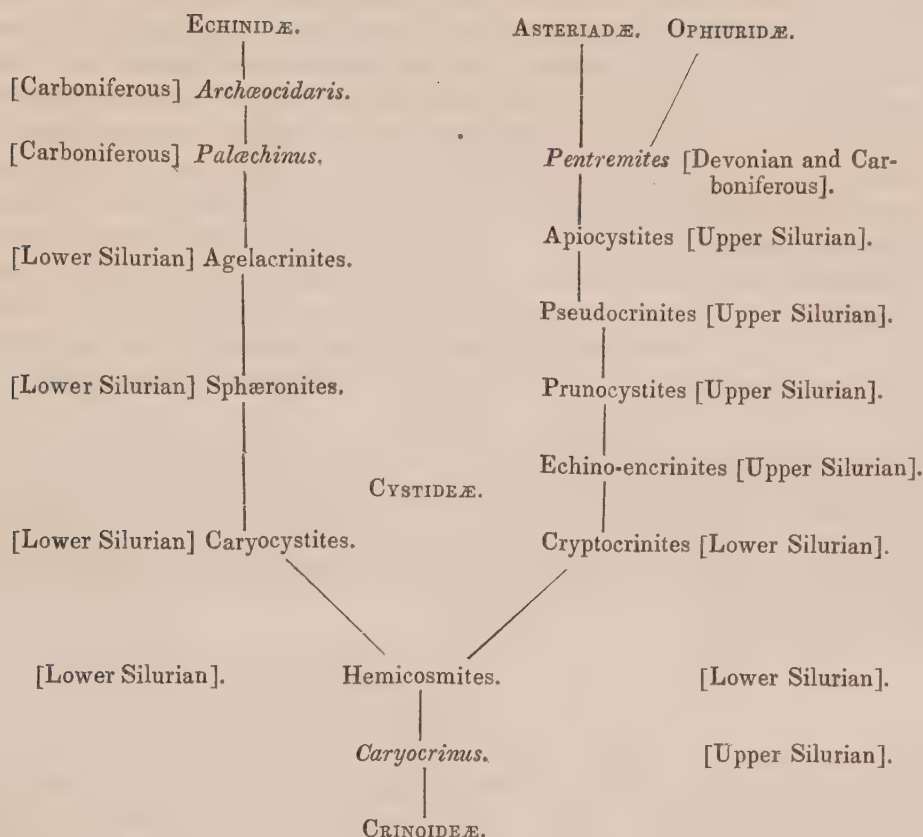 ECHINIDÆ. ASTERIADÆ. OPHIURIDÆ.
[Carboniferous] Archæocidaris.
[Carboniferous] Palæchinus. Pentremites [Devonian and Car-
boniferous].
Apiocystites [Upper Silurian].
[Lower Silurian] Agelacrinites.
Pseudocrinites [Upper Silurian].
[Lower Silurian] Sphæronites. Prunocystites [Upper Silurian].
Echino-encrinites [Upper Silurian].
CYSTIDEÆ.
[Lower Silurian] Caryocystites. Cryptocrinites [Lower Silurian].
[Lower Silurian]. Hemicosmites. [Lower Silurian].
Caryocrinus. [Upper Silurian].
CRINOIDEÆ.